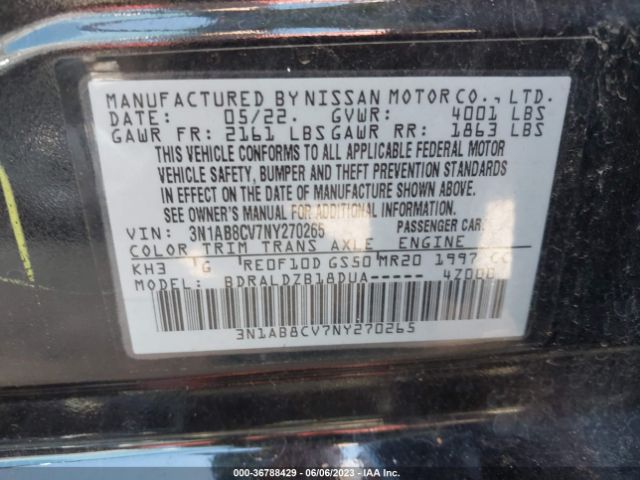 MANUFACTURED BY NISSAN MOTOR CO., LTD.
DATE: 05/22. GVWR: 4001 LBS
GAWR FR: 2161 LBS GAWR RR: 1863 LBS
THIS VEHICLE CONFORMS TO ALL APPLICABLE FEDERAL MOTOR
VEHICLE SAFETY, BUMPER AND THEFT PREVENTION STANDARDS
IN EFFECT ON THE DATE OF MANUFACTURE SHOWN ABOVE.
SEE OWNER'S MANUAL FOR ADDITIONAL INFORMATION.
VIN: 3N1AB8CV7NY270265 PASSENGER CAR
COLOR TRIM TRANS AXLE ENGINE
KH3 G RE0F10D GS50 MR20 1997 CC
MODEL: BDRALDZB18DUA----- 4Z000
3N1AB8CV7NY270265
000-36788429 - 06/06/2023 - IAA Inc.